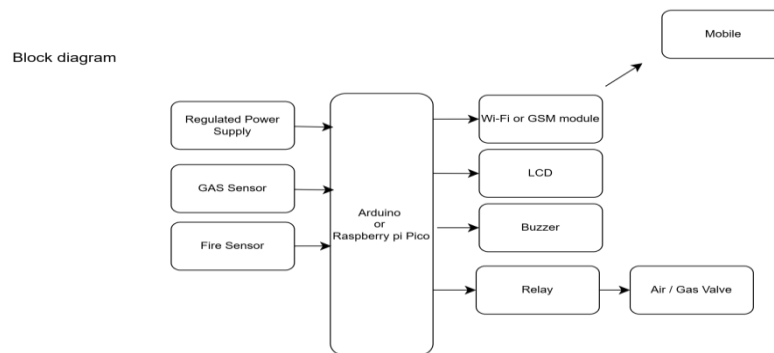 Mobile
Block diagram
Regulated Power
Supply
Wi-Fi or GSM module
GAS Sensor
LCD
Arduino
or
Raspberry pi Pico
Fire Sensor
Buzzer
Relay
Air / Gas Valve